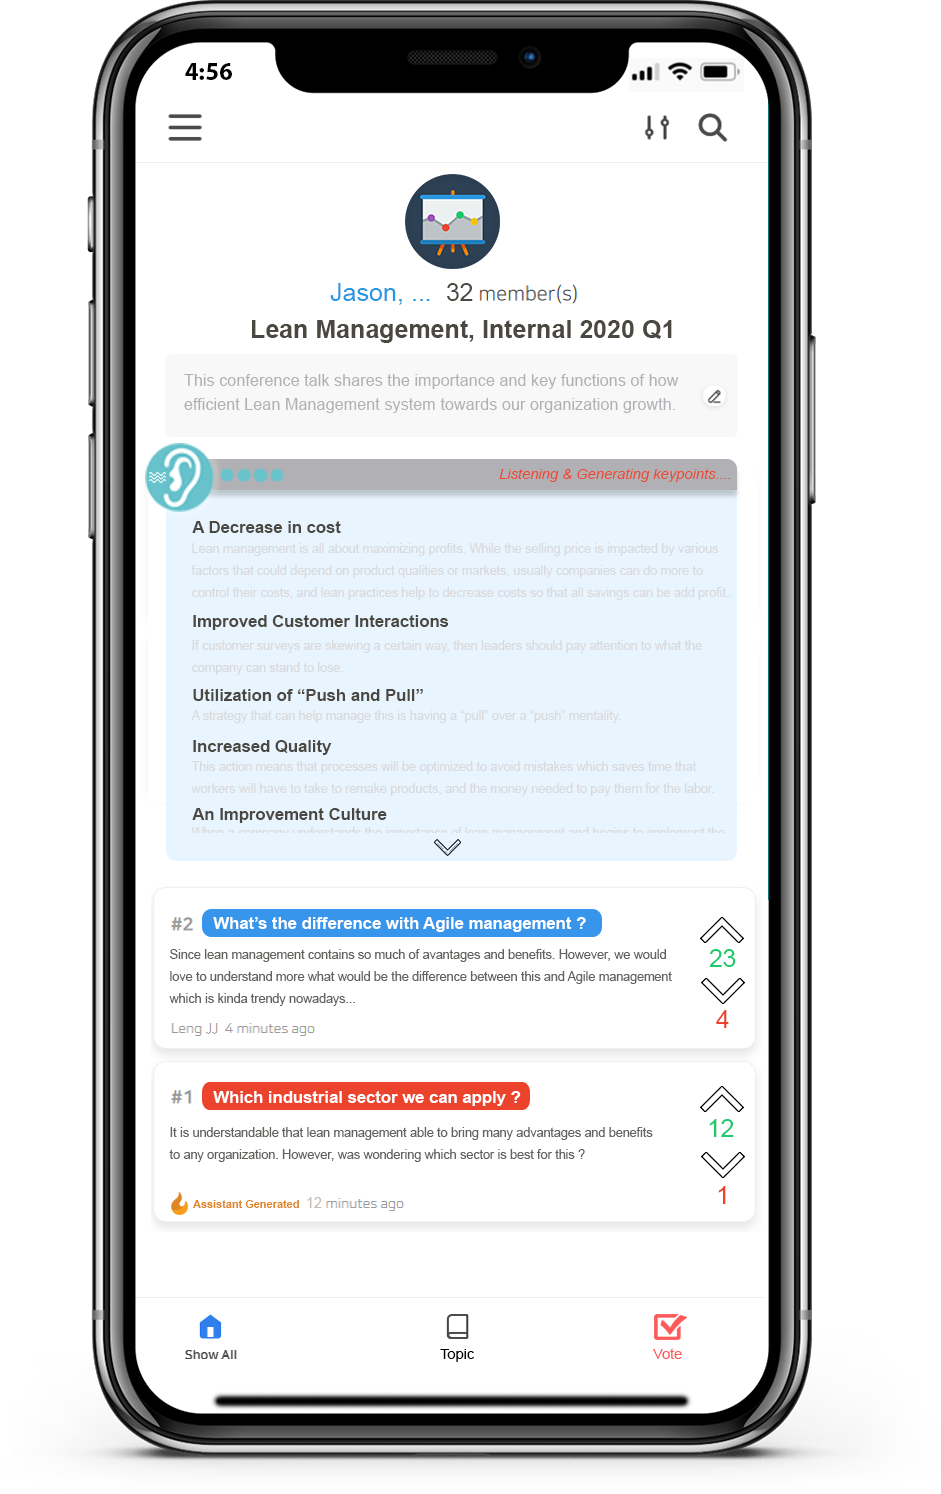 4:56
Jason, ... 32 member(s)
Lean Management, Internal 2020 Q1
This conference talk shares the importance and key functions of how
efficient Lean Management system towards our organization growth.
Listening & Generating keypoints....
A Decrease in cost
Lean management is all about maximizing profits. While the selling price is impacted by various
factors that could depend on product qualities or markets, usually companies can do more to
control their costs, and lean practices help to decrease costs so that all savings can be add profit..
Improved Customer Interactions
If customer surveys are skewing a certain way, then leaders should pay attention to what the
company can stand to lose.
Utilization of “Push and Pull”
A strategy that can help manage this is having a “pull” over a “push” mentality.
Increased Quality
This action means that processes will be optimized to avoid mistakes which saves time that
workers will have to take to remake products, and the money needed to pay them for the labor.
An Improvement Culture
When a company understands the importance of lean management and begins to implement the
#2 What’s the difference with Agile management ?
Since lean management contains so much of avantages and benefits. However, we would
love to understand more what would be the difference between this and Agile management
which is kinda trendy nowadays...
23
4
Leng JJ 4 minutes ago
#1 Which industrial sector we can apply ?
It is understandable that lean management able to bring many advantages and benefits
to any organization. However, was wondering which sector is best for this ?
12
1
Assistant Generated 12 minutes ago
Show All
Topic
Vote